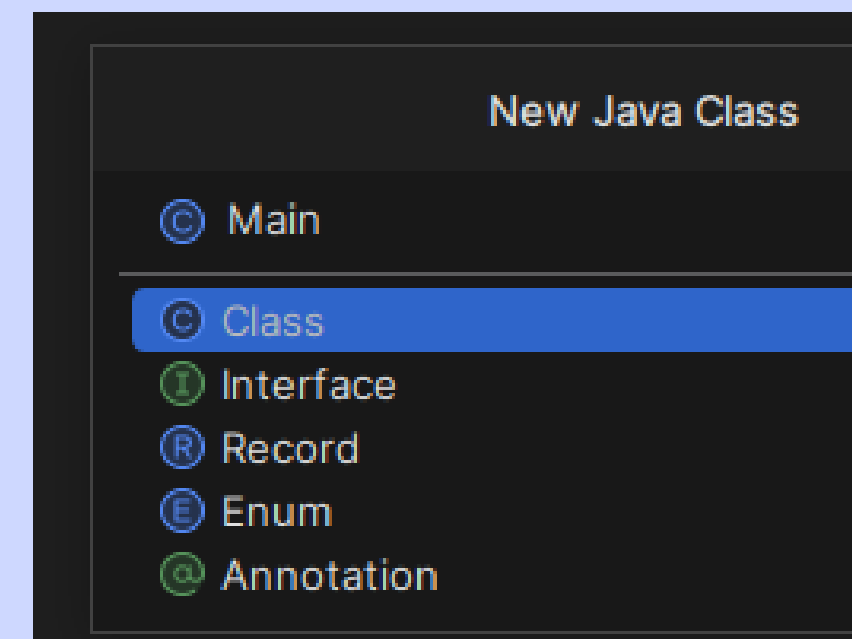 New Java Class
C Main
C Class
I Interface
R Record
E Enum
@ Annotation